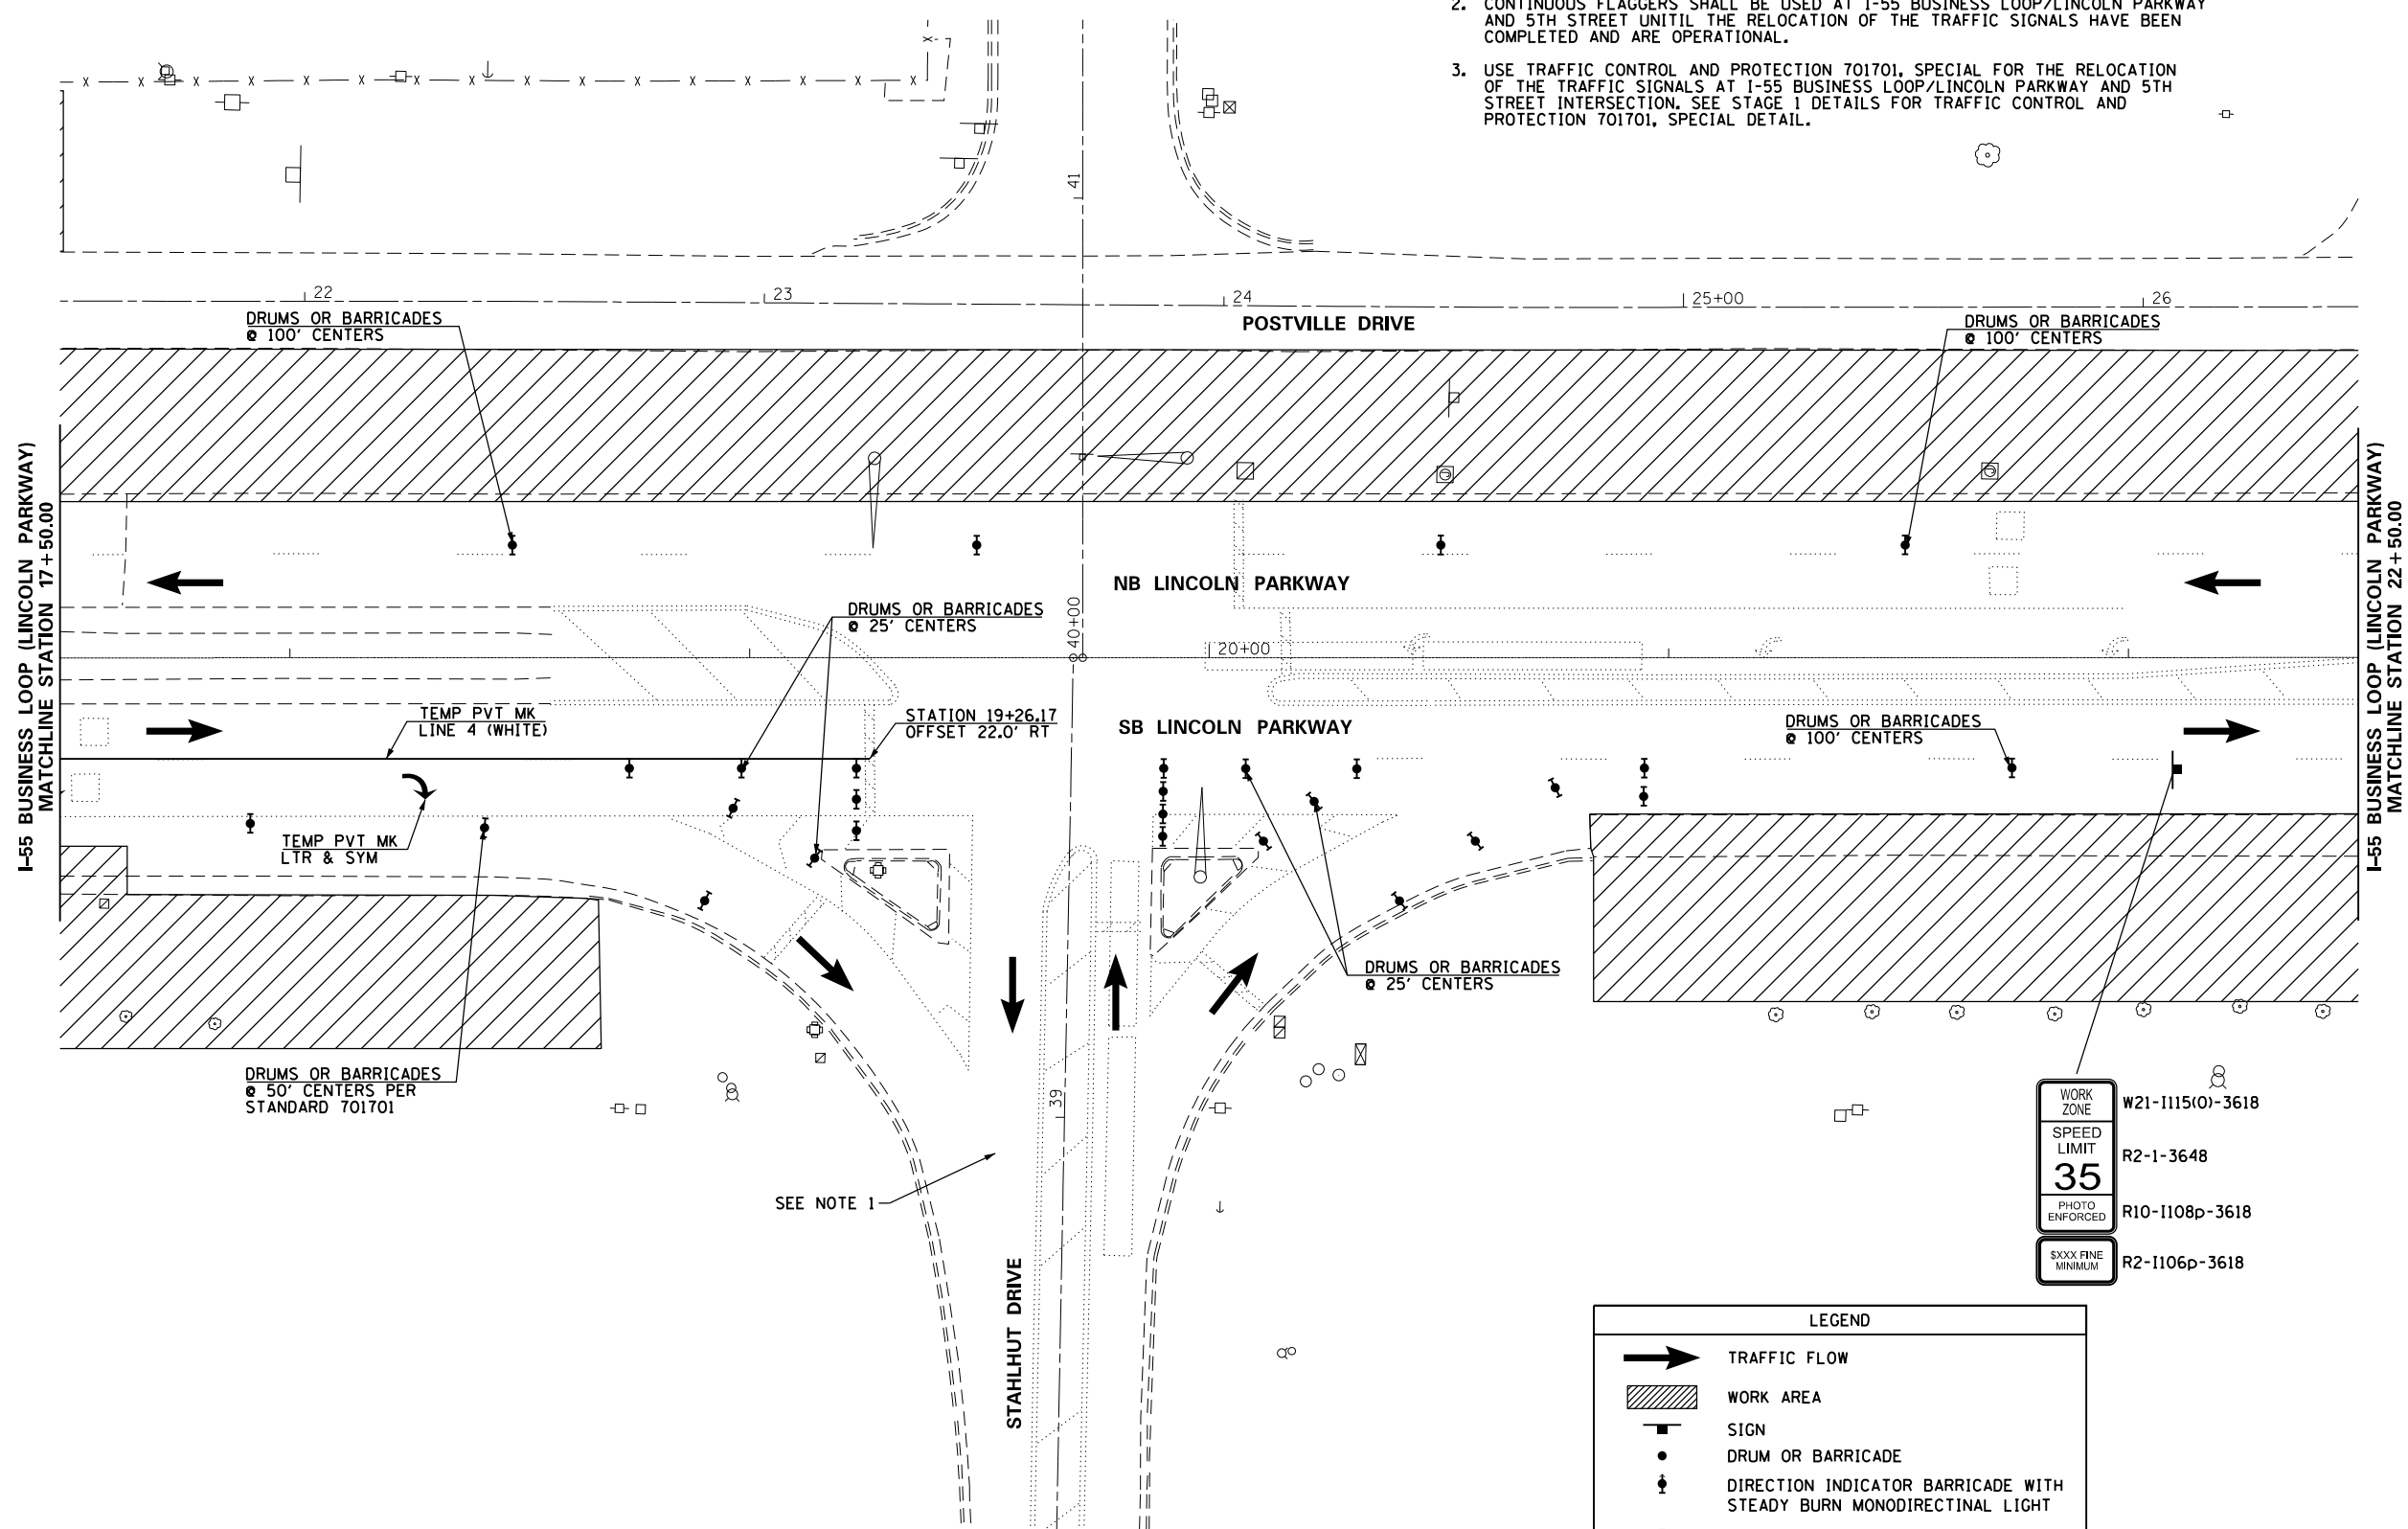 2. CONTINUOUS FLAGGERS SHALL BE USED AT I-55 BUSINESS LOOP/LINCOLN PARKWAY
AND 5TH STREET UNITIL THE RELOCATION OF THE TRAFFIC SIGNALS HAVE BEEN
COMPLETED AND ARE OPERATIONAL.
3. USE TRAFFIC CONTROL AND PROTECTION 701701, SPECIAL FOR THE RELOCATION
OF THE TRAFFIC SIGNALS AT I-55 BUSINESS LOOP/LINCOLN PARKWAY AND 5TH
STREET INTERSECTION. SEE STAGE 1 DETAILS FOR TRAFFIC CONTROL AND
PROTECTION 701701, SPECIAL DETAIL.
41
22
23
24
25+00
26
DRUMS OR BARRICADES
@ 100' CENTERS
POSTVILLE DRIVE
DRUMS OR BARRICADES
@ 100' CENTERS
I-55 BUSINESS LOOP (LINCOLN PARKWAY)
MATCHLINE STATION 17+50.00
I-55 BUSINESS LOOP (LINCOLN PARKWAY)
MATCHLINE STATION 22+50.00
NB LINCOLN PARKWAY
DRUMS OR BARRICADES
@ 25' CENTERS
40+00
20+00
TEMP PVT MK
LINE 4 (WHITE)
STATION 19+26.17
OFFSET 22.0' RT
SB LINCOLN PARKWAY
DRUMS OR BARRICADES
@ 100' CENTERS
TEMP PVT MK
LTR & SYM
DRUMS OR BARRICADES
@ 25' CENTERS
DRUMS OR BARRICADES
@ 50' CENTERS PER
STANDARD 701701
39
SEE NOTE 1
STAHLHUT DRIVE
WORK
ZONE
W21-I115(O)-3618
SPEED
LIMIT
35
R2-1-3648
PHOTO
ENFORCED
R10-I108p-3618
$XXX FINE
MINIMUM
R2-I106p-3618
LEGEND
TRAFFIC FLOW
WORK AREA
SIGN
DRUM OR BARRICADE
DIRECTION INDICATOR BARRICADE WITH
STEADY BURN MONODIRECTINAL LIGHT